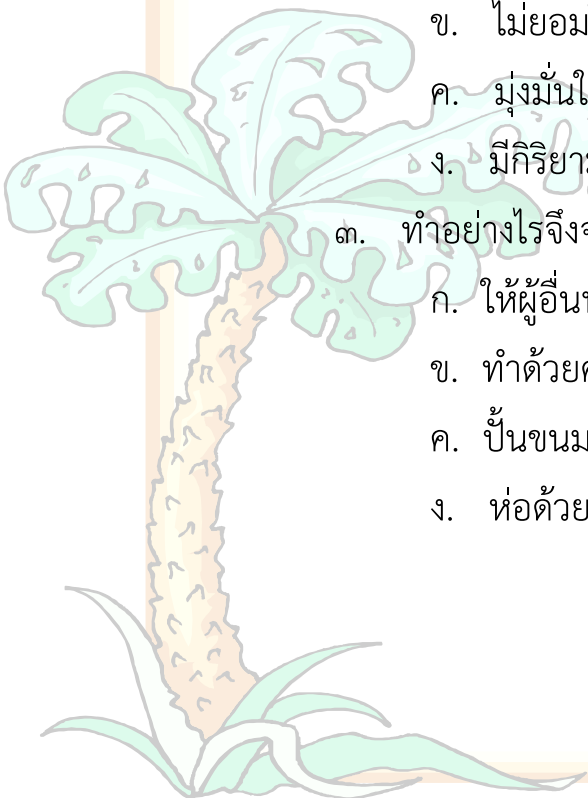 ข. ไม่ยอม
ค. มุ่งมั่นใ
ง. มีกิริยา
๓. ทำอย่างไรจึงจ
ก. ให้ผู้อื่น
ข. ทำด้วย
ค. ปั้นขนม
ง. ห่อด้วย